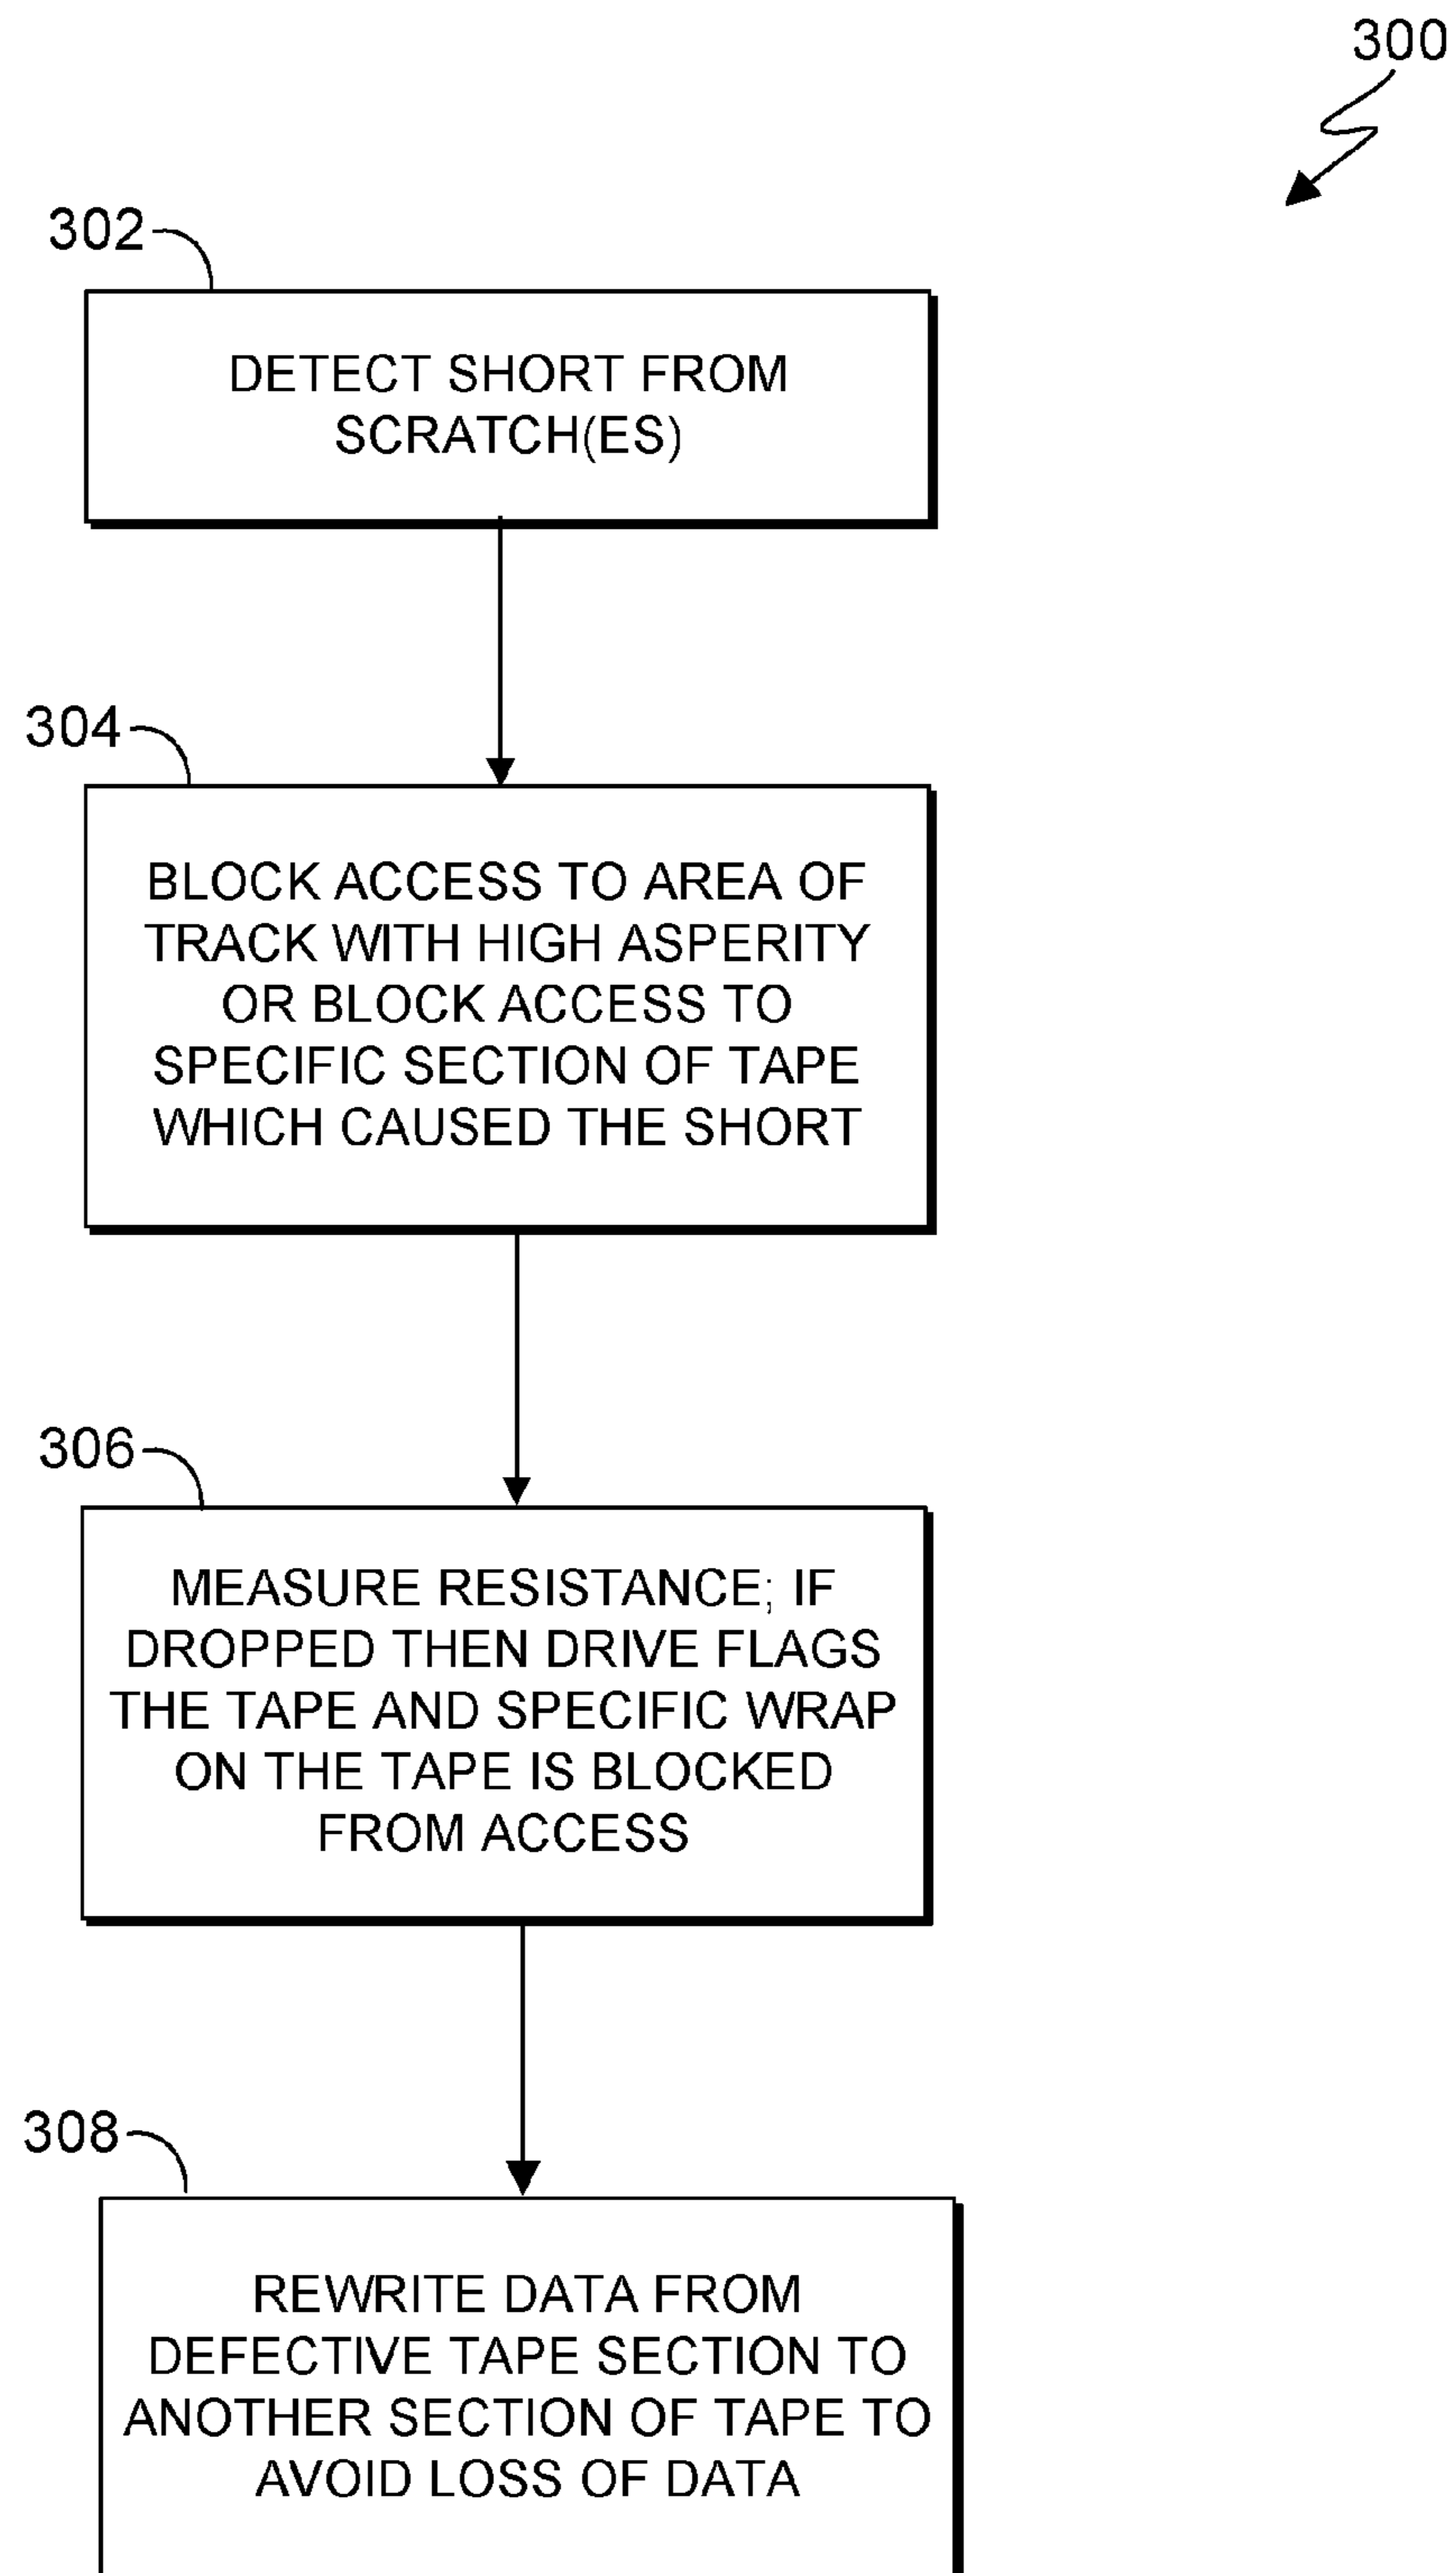 300
302
DETECT SHORT FROM
SCRATCH(ES)
304
BLOCK ACCESS TO AREA OF
TRACK WITH HIGH ASPERITY
OR BLOCK ACCESS TO
SPECIFIC SECTION OF TAPE
WHICH CAUSED THE SHORT
306
MEASURE RESISTANCE; IF
DROPPED THEN DRIVE FLAGS
THE TAPE AND SPECIFIC WRAP
ON THE TAPE IS BLOCKED
FROM ACCESS
308
REWRITE DATA FROM
DEFECTIVE TAPE SECTION TO
ANOTHER SECTION OF TAPE TO
AVOID LOSS OF DATA